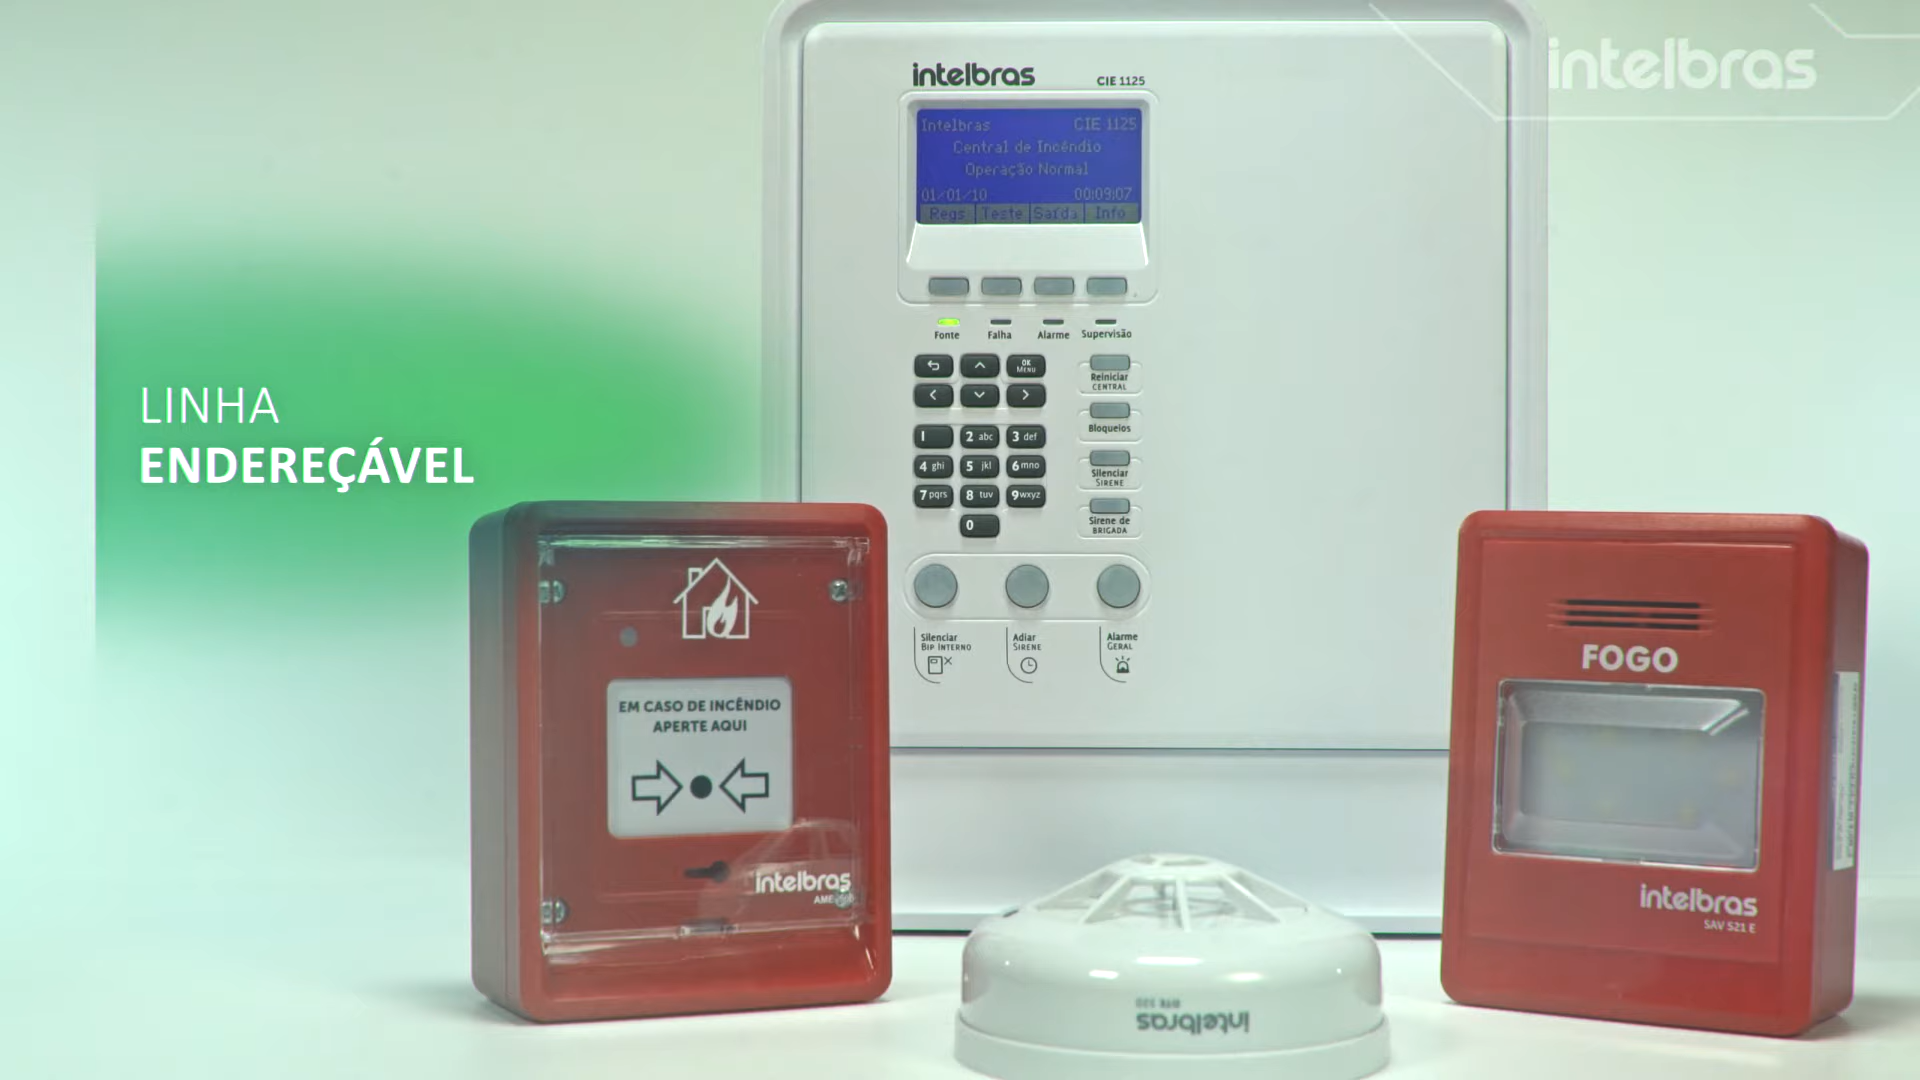 intelbras
LINHA
ENDEREÇÁVEL
intelbras CIE 1125
Intelbras CIE 1125
Central de Incêndio
Operação Normal
01/01/10 00:09:07
Regs Teste Saída Info
Fonte Falha Alarme Supervisão
OK
MENU
1 2 abc 3 def
4 ghi 5 jkl 6 mno
7 pqrs 8 tuv 9 wxyz
0
Reiniciar
CENTRAL
Bloqueios
Silenciar
SIRENE
Sirene de
BRIGADA
Silenciar
BIP INTERNO
Adiar
SIRENE
Alarme
GERAL
EM CASO DE INCÊNDIO
APERTE AQUI
intelbras
FOGO
intelbras
SAV 521 E
intelbras